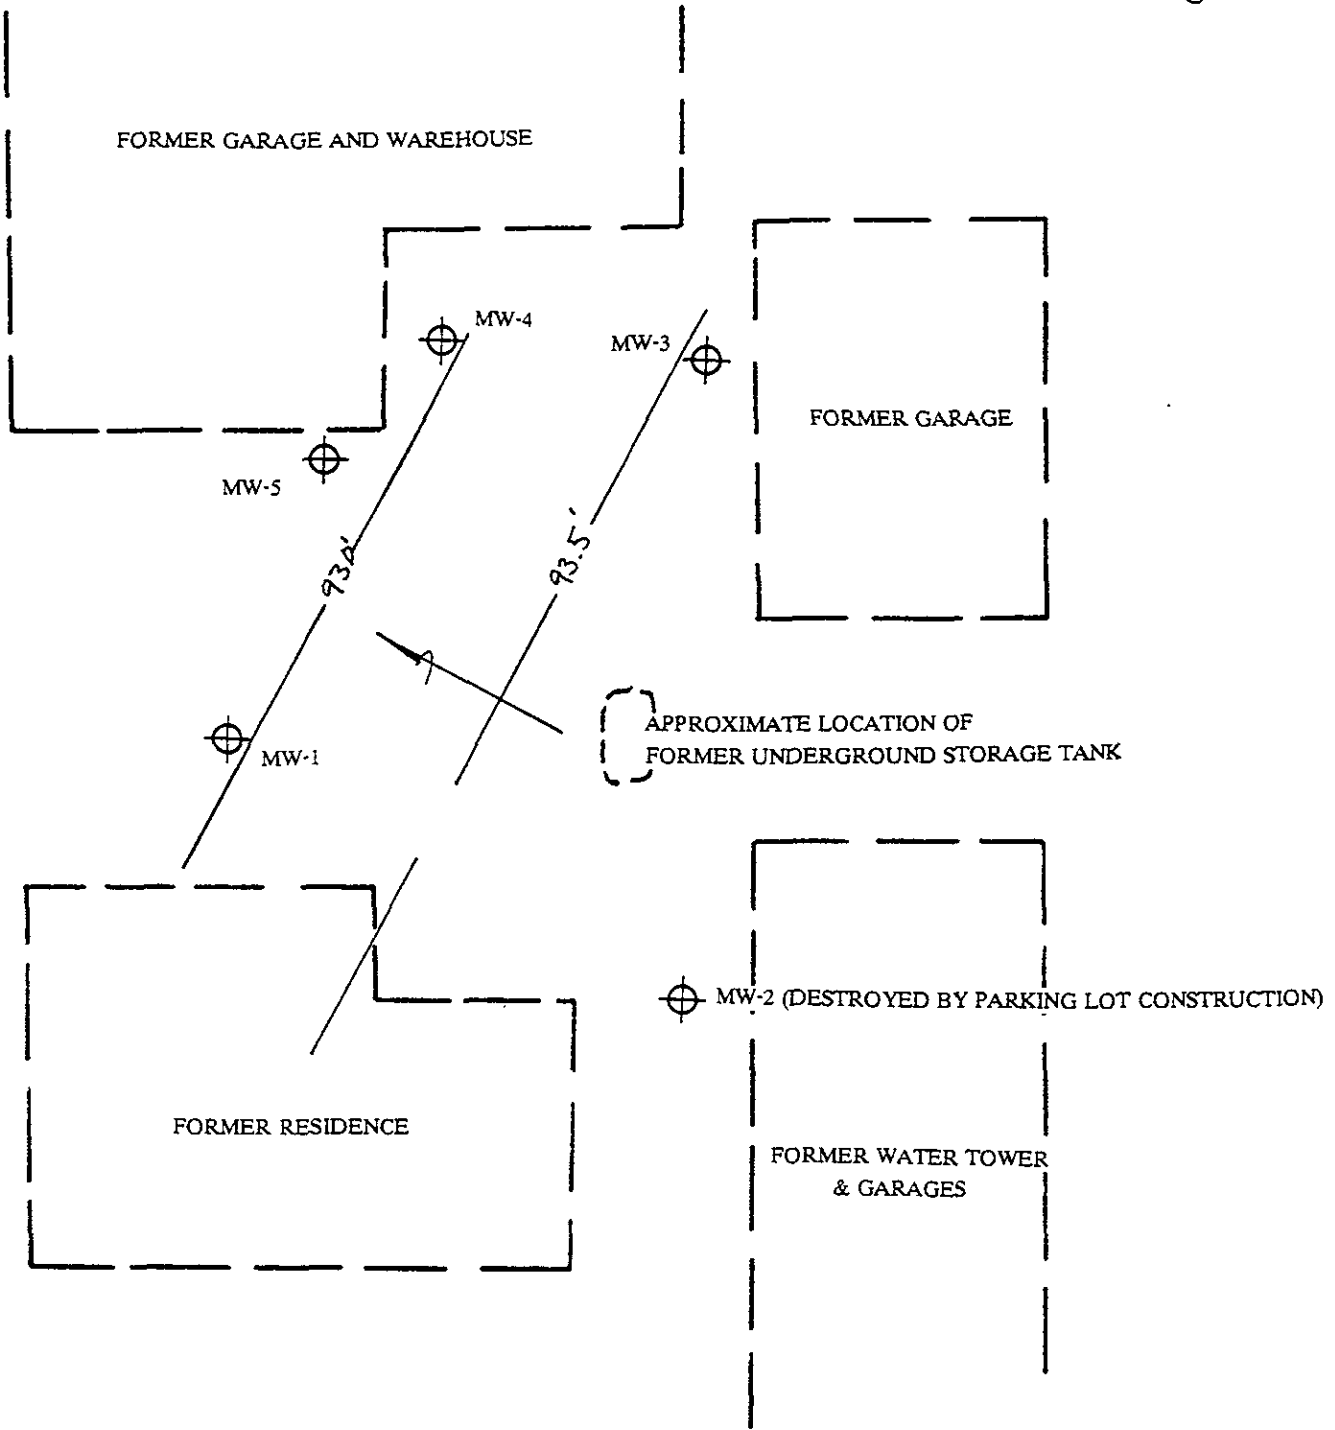 FORMER GARAGE AND WAREHOUSE
MW-4
MW-3
FORMER GARAGE
MW-5
93.0'
93.5'
APPROXIMATE LOCATION OF
FORMER UNDERGROUND STORAGE TANK
MW-1
MW-2 (DESTROYED BY PARKING LOT CONSTRUCTION)
FORMER RESIDENCE
FORMER WATER TOWER
& GARAGES